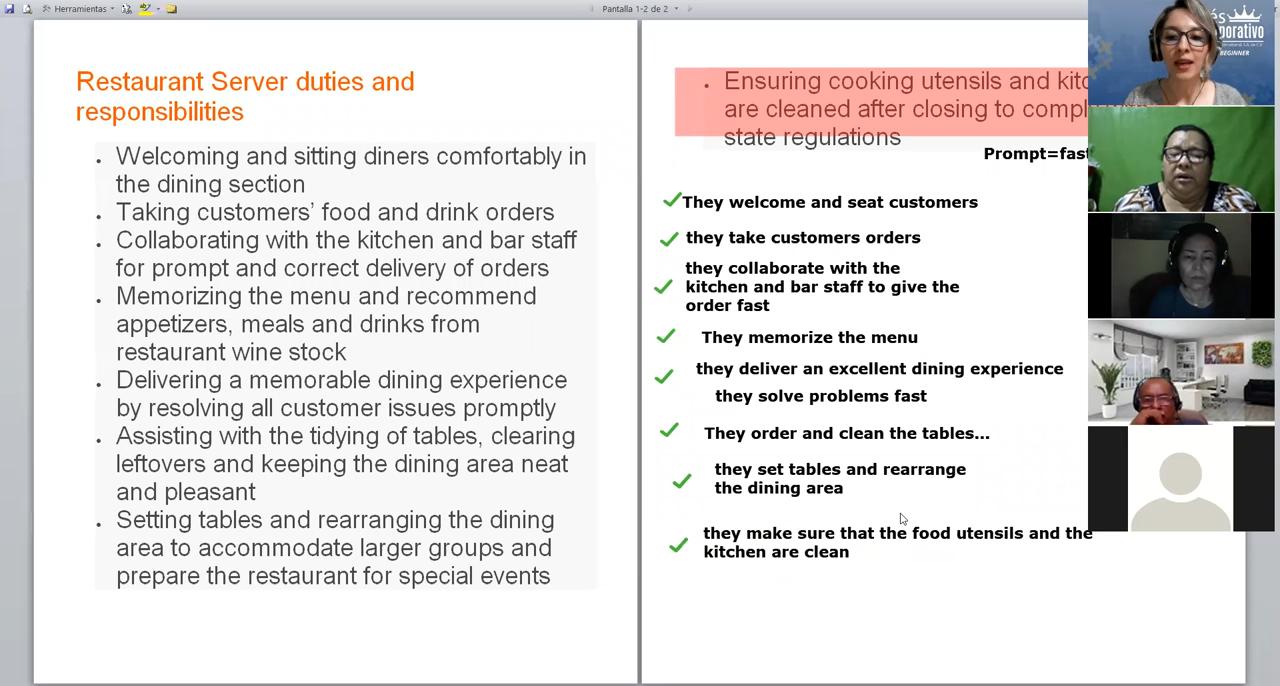 Herramientas
Pantalla 1-2 de 2
Restaurant Server duties and
responsibilities
Welcoming and sitting diners comfortably in
the dining section
Taking customers' food and drink orders
Collaborating with the kitchen and bar staff
for prompt and correct delivery of orders
Memorizing the menu and recommend
appetizers, meals and drinks from
restaurant wine stock
Delivering a memorable dining experience
by resolving all customer issues promptly
Assisting with the tidying of tables, clearing
leftovers and keeping the dining area neat
and pleasant
Setting tables and rearranging the dining
area to accommodate larger groups and
prepare the restaurant for special events
Ensuring cooking utensils and kitc
are cleaned after closing to compl
state regulations
Prompt=fast
They welcome and seat customers
they take customers orders
they collaborate with the
kitchen and bar staff to give the
order fast
They memorize the menu
they deliver an excellent dining experience
they solve problems fast
They order and clean the tables...
they set tables and rearrange
the dining area
they make sure that the food utensils and the
kitchen are clean
és
porativo
BEGINNER